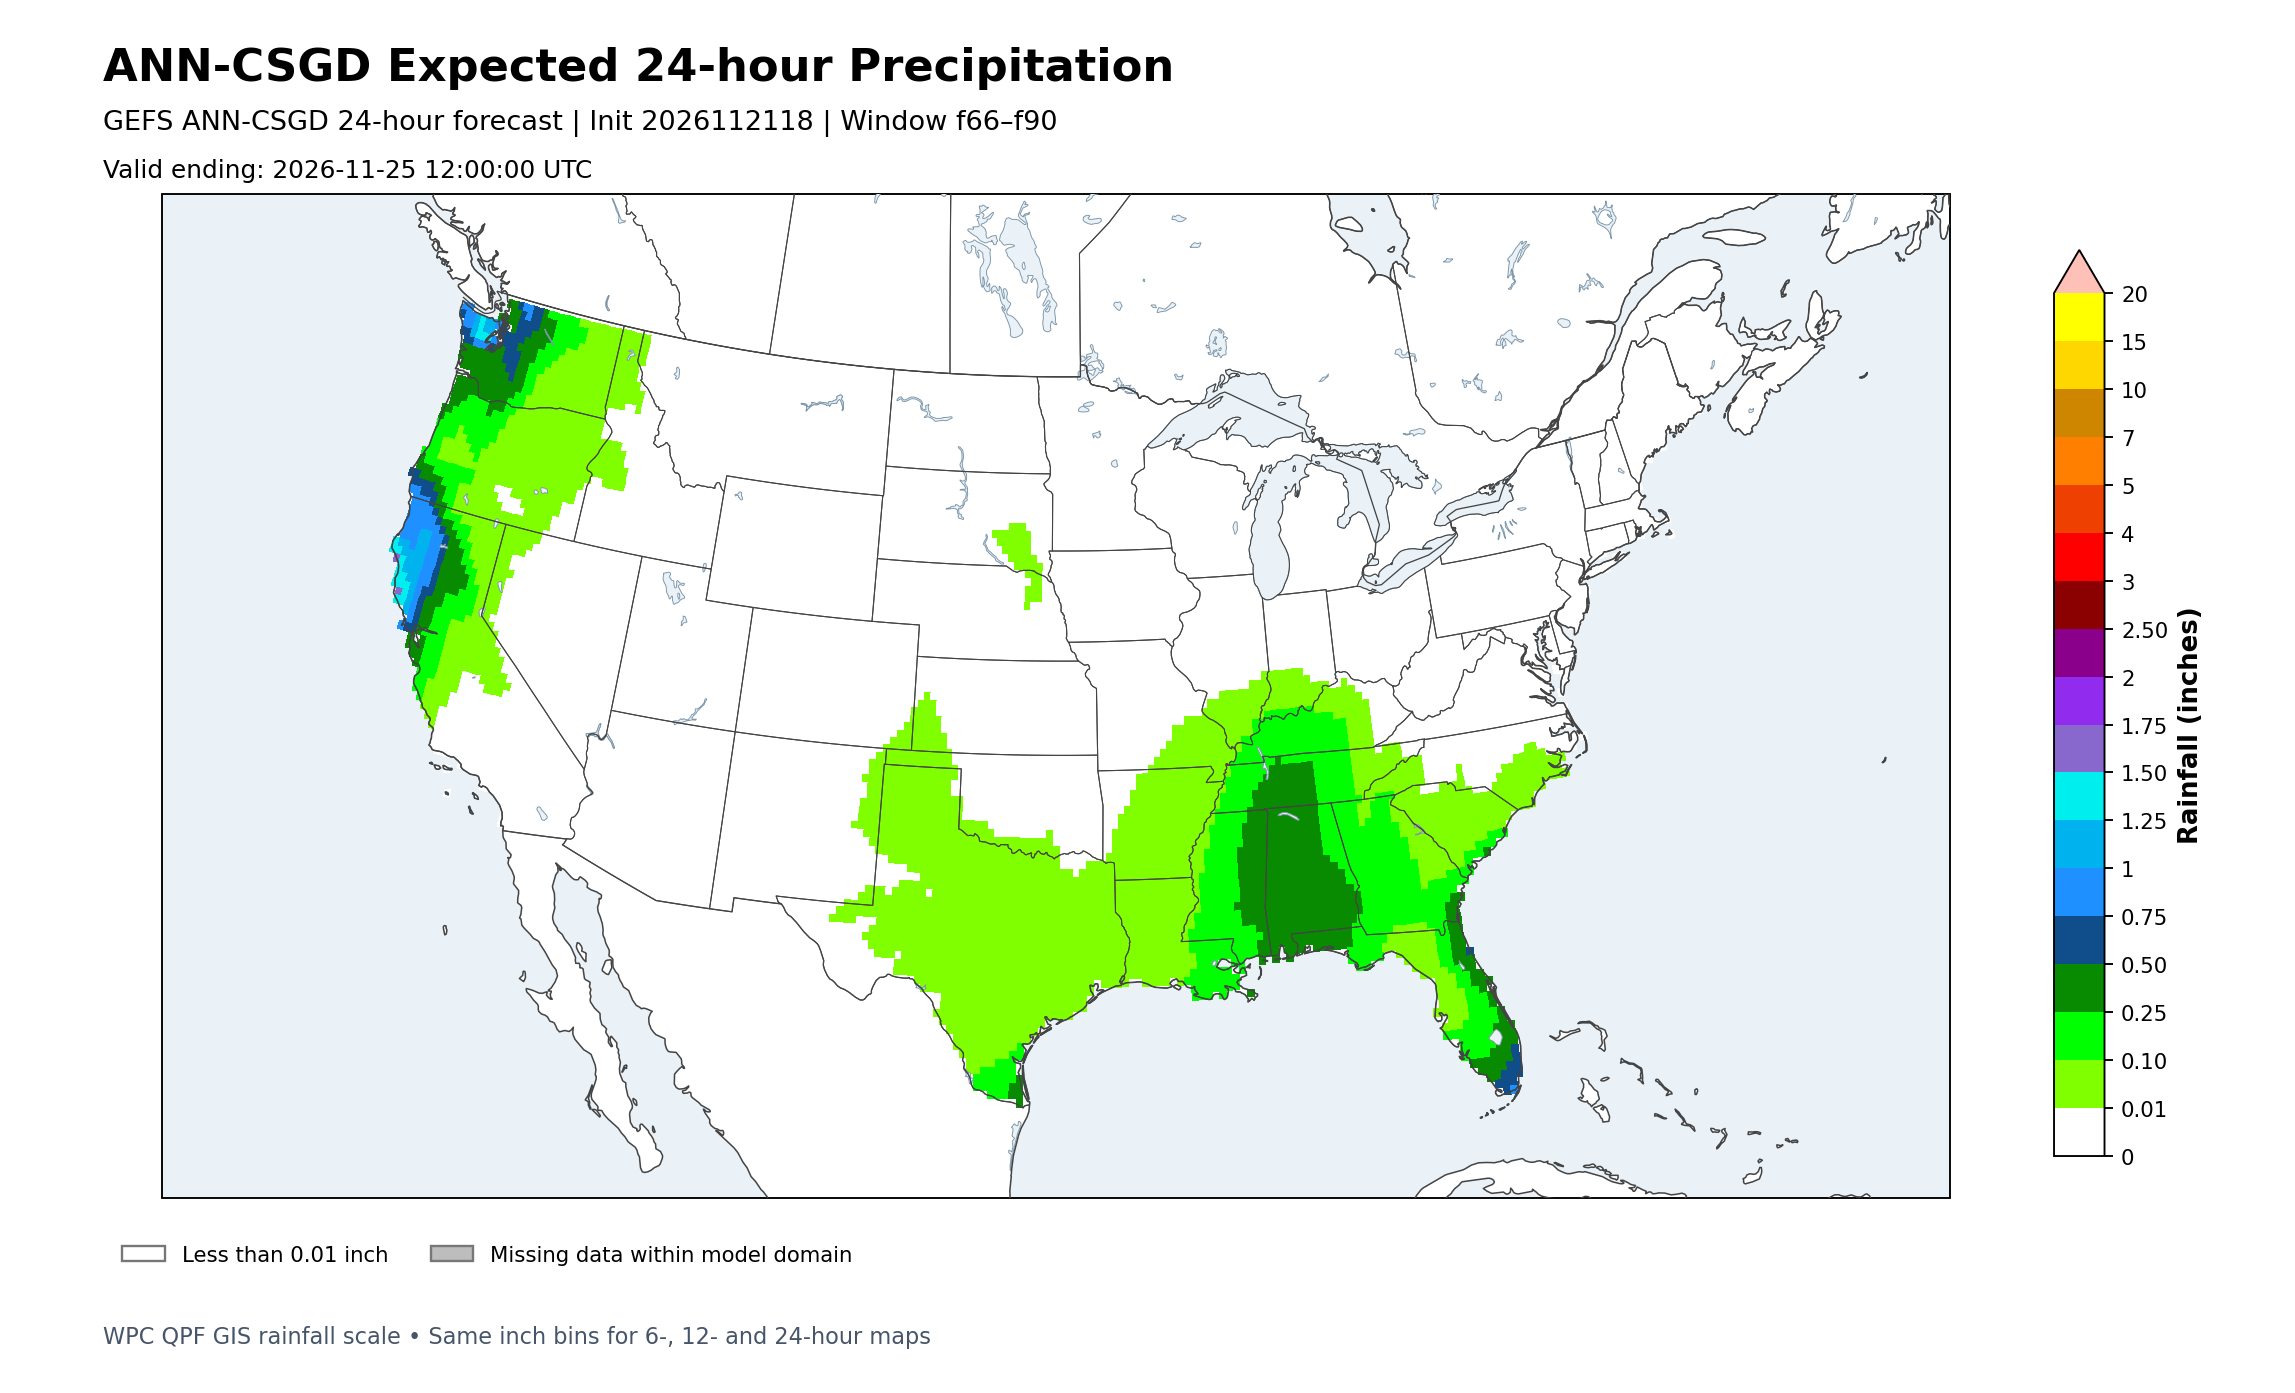 ANN-CSGD Expected 24-hour Precipitation
GEFS ANN-CSGD 24-hour forecast | Init 2026112118 | Window f66–f90
Valid ending: 2026-11-25 12:00:00 UTC
20
15
10
7
5
4
3
2.50
2
1.75
1.50
1.25
1
0.75
0.50
0.25
0.10
0.01
0
Rainfall (inches)
Less than 0.01 inch
Missing data within model domain
WPC QPF GIS rainfall scale • Same inch bins for 6-, 12- and 24-hour maps